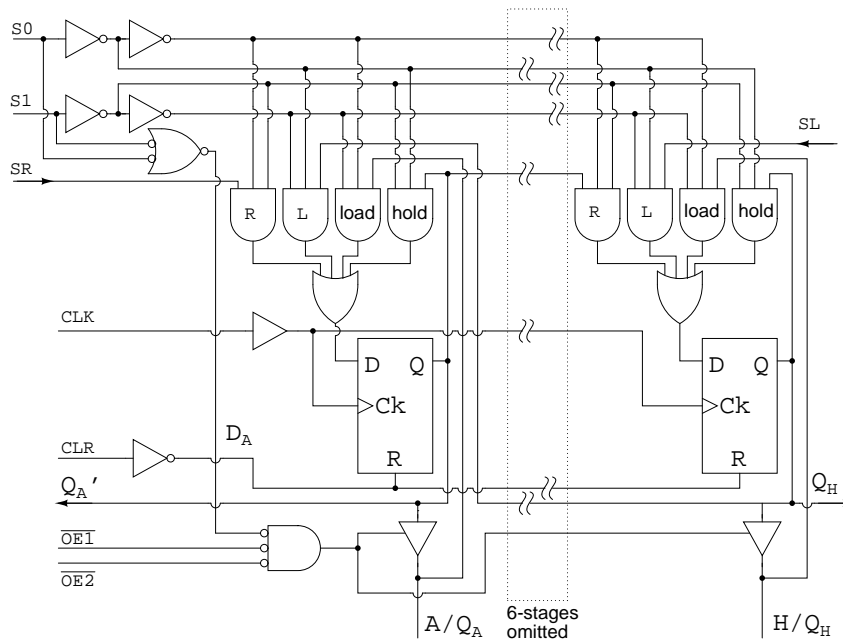 S0
S1
SL
SR
R L load hold
R L load hold
CLK
D Q
Ck
R
D Q
Ck
R
D_A
CLR
Q_A'
Q_H
OE1
OE2
A/Q_A
6-stages
omitted
H/Q_H